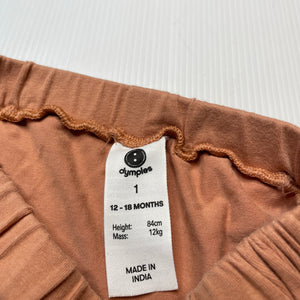 dymples
1
12 - 18 MONTHS
Height: 84cm
Mass: 12kg
MADE IN
INDIA